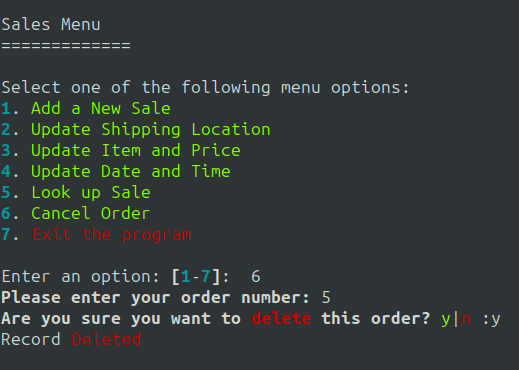 Sales Menu
=============
Select one of the following menu options:
1. Add a New Sale
2. Update Shipping Location
3. Update Item and Price
4. Update Date and Time
5. Look up Sale
6. Cancel Order
7. Exit the program
Enter an option: [1-7]:  6
Please enter your order number: 5
Are you sure you want to delete this order? y|n :y
Record Deleted